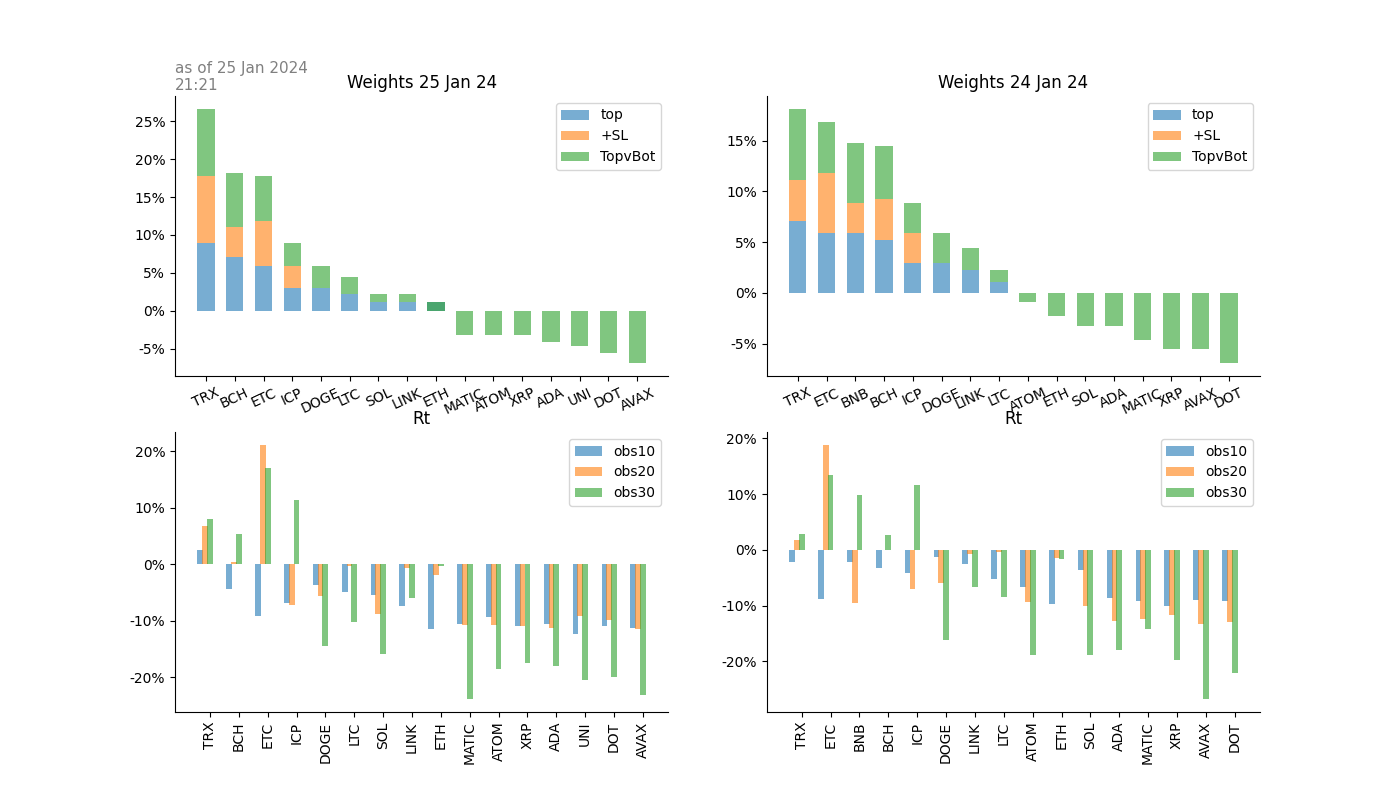 as of 25 Jan 2024
21:21
Weights 25 Jan 24
25%
20%
15%
10%
5%
0%
-5%
top
+SL
TopvBot
TRX BCH ETC ICP DOGE LTC SOL LINK ETH MATIC ATOM XRP ADA UNI DOT AVAX
Weights 24 Jan 24
15%
10%
5%
0%
-5%
top
+SL
TopvBot
TRX ETC BNB BCH ICP DOGE LINK LTC ATOM ETH SOL ADA MATIC XRP AVAX DOT
Rt
20%
10%
0%
-10%
-20%
obs10
obs20
obs30
TRX BCH ETC ICP DOGE LTC SOL LINK ETH MATIC ATOM XRP ADA UNI DOT AVAX
Rt
20%
10%
0%
-10%
-20%
obs10
obs20
obs30
TRX ETC BNB BCH ICP DOGE LINK LTC ATOM ETH SOL ADA MATIC XRP AVAX DOT